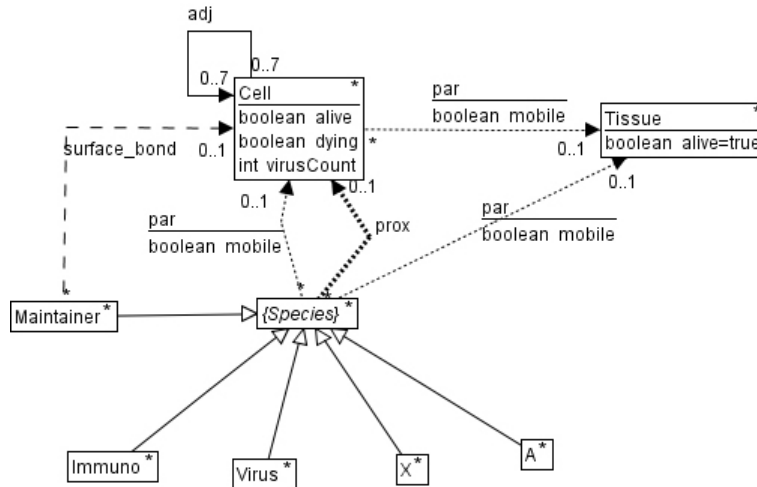 adj
0..7
0..7
Cell *
boolean alive
boolean dying
int virusCount
*
par
boolean mobile
0..1
Tissue *
boolean alive=true
surface_bond
0..1
0..1
0..1
0..1
par
boolean mobile
prox
par
boolean mobile
*
Maintainer *
*
*
{Species} *
Immuno *
Virus *
X *
A *